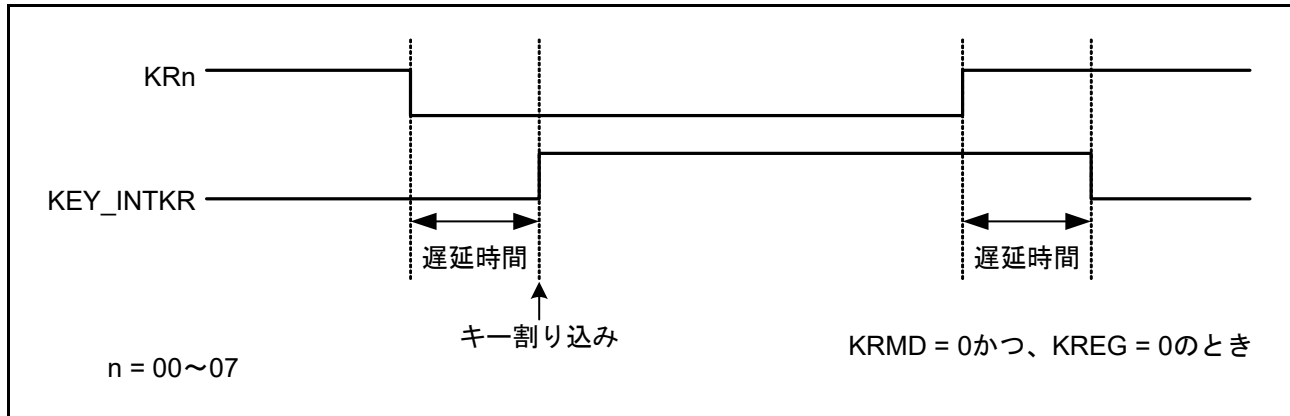 KRn
KEY_INTKR
遅延時間 遅延時間
キー割り込み
KRMD = 0かつ、KREG = 0のとき
n = 00～07